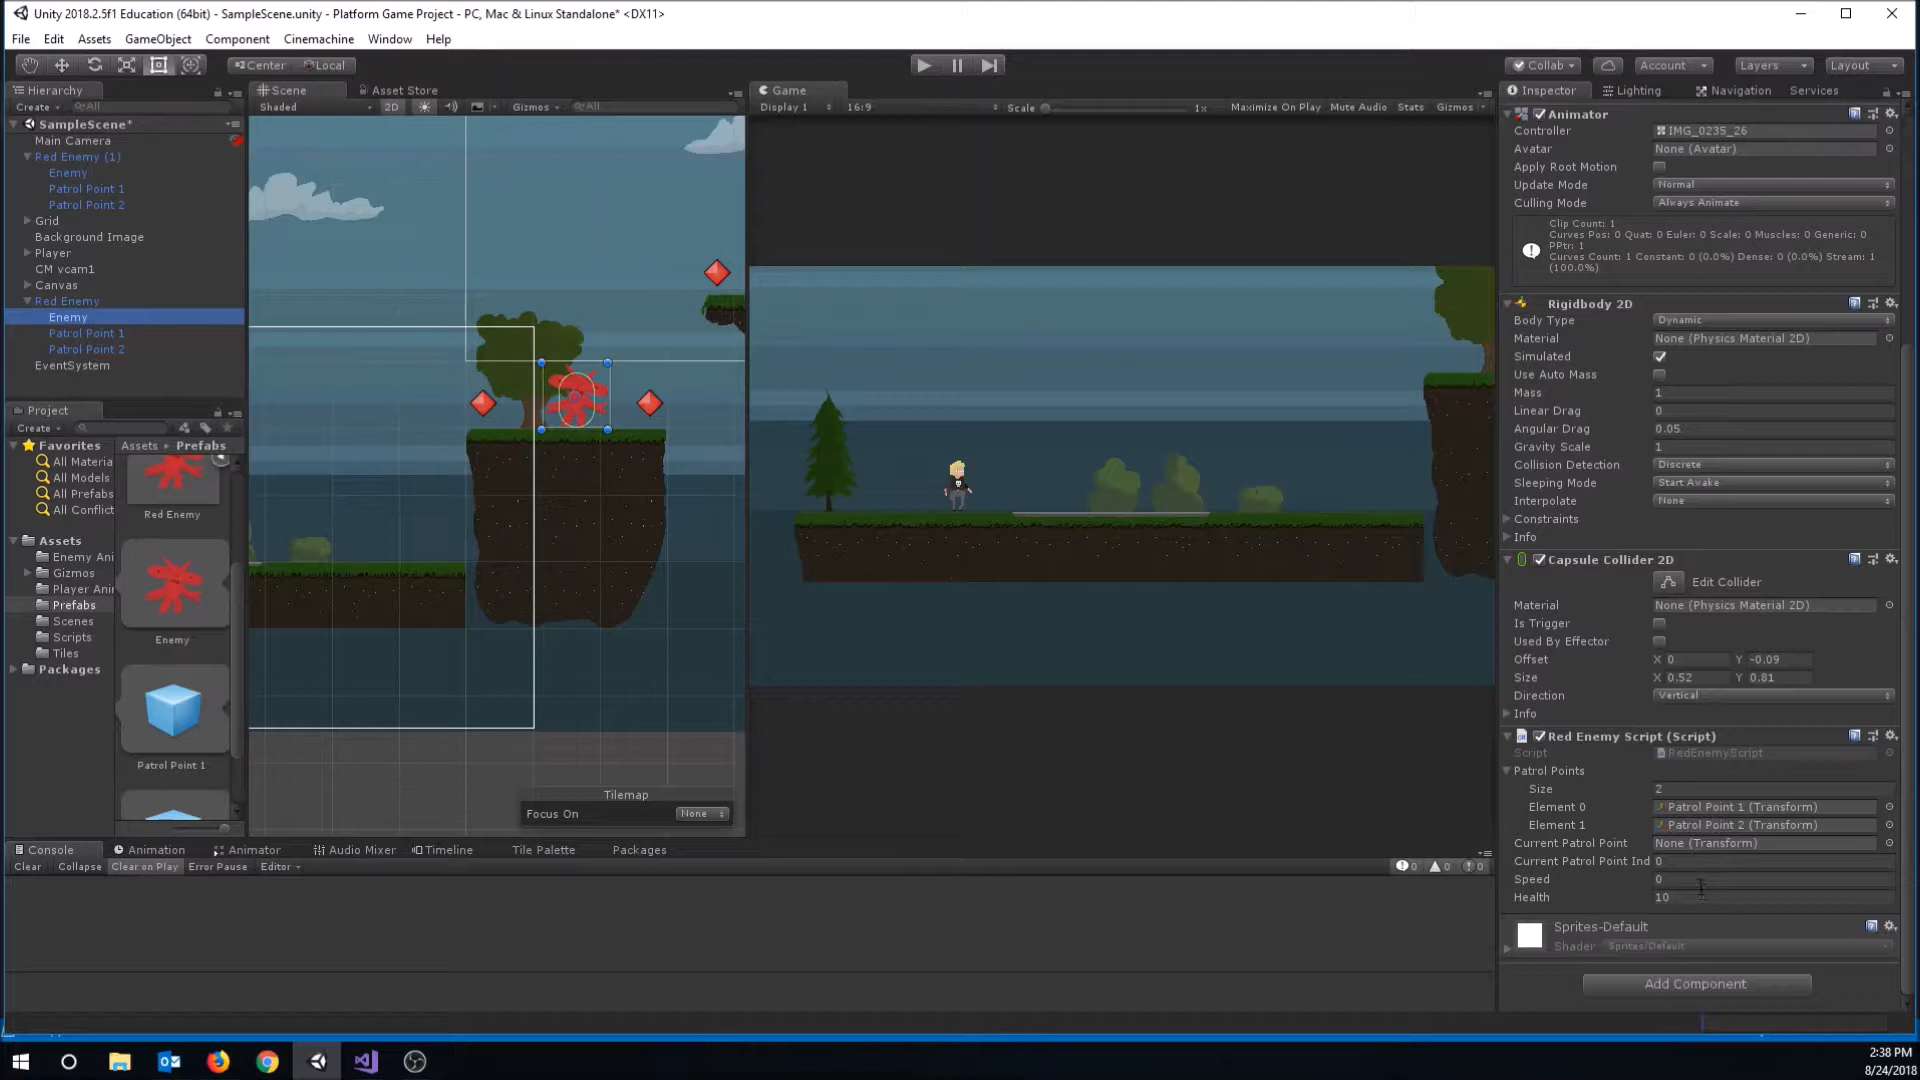 Unity 2018.2.5f1 Education (64bit) - SampleScene.unity - Platform Game Project - PC, Mac & Linux Standalone* <DX11>
File Edit Assets GameObject Component Cinemachine Window Help
Center Local Collab Account Layers Layout
Hierarchy
Create All
SampleScene*
Main Camera
Red Enemy (1)
Enemy
Patrol Point 1
Patrol Point 2
Grid
Background Image
Player
CM vcam1
Canvas
Red Enemy
Enemy
Patrol Point 1
Patrol Point 2
EventSystem
Project
Create
Favorites
All Materia
All Models
All Prefabs
All Conflict
Assets
Enemy Ani
Gizmos
Player Ani
Prefabs
Scenes
Scripts
Tiles
Packages
Assets Prefabs
Red Enemy
Enemy
Patrol Point 1
Scene Asset Store
Shaded 2D Gizmos All
Tilemap
Focus On None
Game
Display 1 16:9 Scale 1x Maximize On Play Mute Audio Stats Gizmos
Inspector Lighting Navigation Services
Animator
Controller IMG_0235_26
Avatar None (Avatar)
Apply Root Motion
Update Mode Normal
Culling Mode Always Animate
Clip Count: 1
Curves Pos: 0 Quat: 0 Euler: 0 Scale: 0 Muscles: 0 Generic: 0
PPtr: 1
Curves Count: 1 Constant: 0 (0.0%) Dense: 0 (0.0%) Stream: 1
(100.0%)
Rigidbody 2D
Body Type Dynamic
Material None (Physics Material 2D)
Simulated
Use Auto Mass
Mass 1
Linear Drag 0
Angular Drag 0.05
Gravity Scale 1
Collision Detection Discrete
Sleeping Mode Start Awake
Interpolate None
Constraints
Info
Capsule Collider 2D
Edit Collider
Material None (Physics Material 2D)
Is Trigger
Used By Effector
Offset X 0 Y -0.09
Size X 0.52 Y 0.81
Direction Vertical
Info
Red Enemy Script (Script)
Script RedEnemyScript
Patrol Points
Size 2
Element 0 Patrol Point 1 (Transform)
Element 1 Patrol Point 2 (Transform)
Current Patrol Point None (Transform)
Current Patrol Point Ind 0
Speed 0
Health 10
Sprites-Default
Shader Sprites/Default
Add Component
Console Animation Animator Audio Mixer Timeline Tile Palette Packages
Clear Collapse Clear on Play Error Pause Editor 0 0 0
2:38 PM
8/24/2018